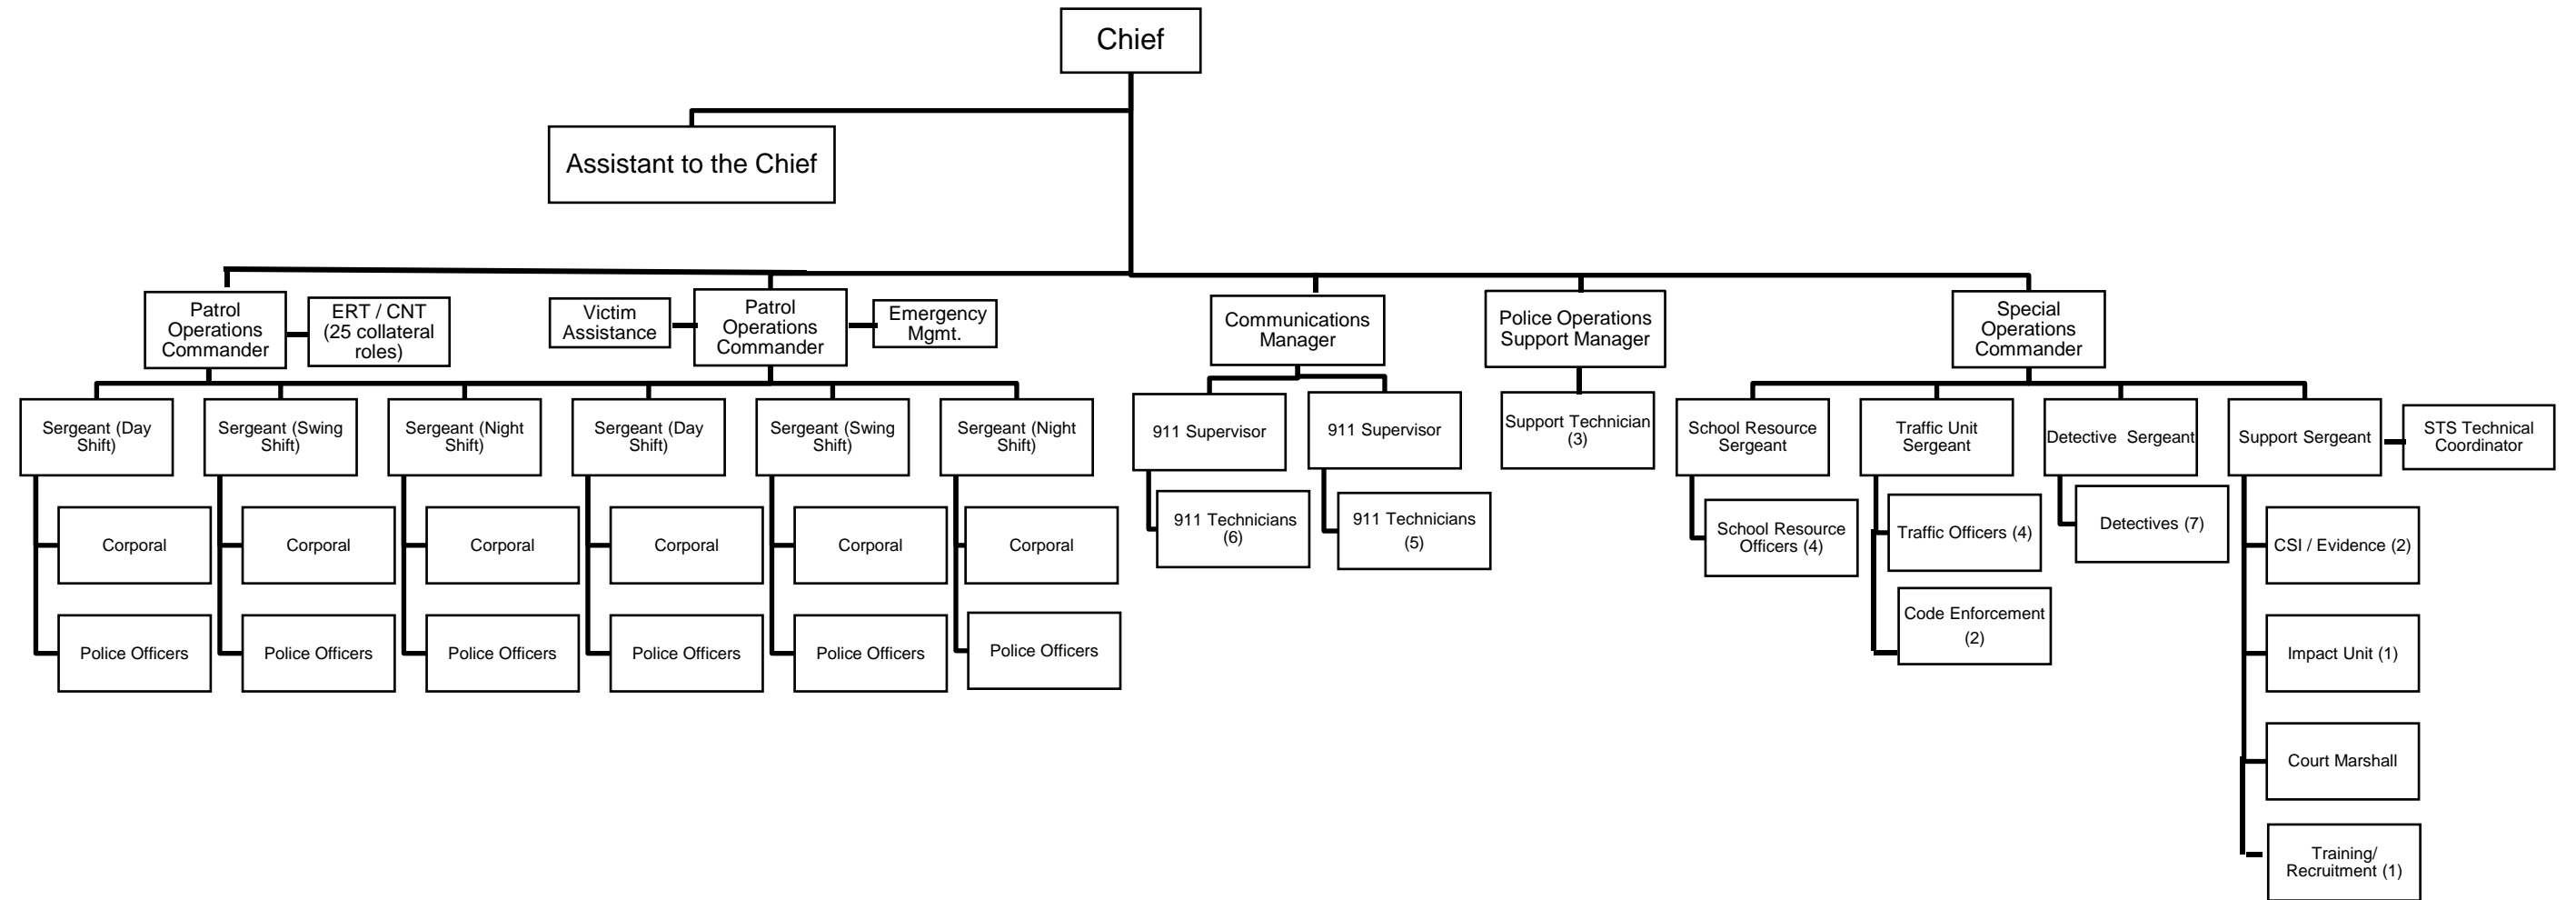 Chief
Assistant to the Chief
Patrol
Operations
Commander
ERT / CNT
(25 collateral
roles)
Victim
Assistance
Patrol
Operations
Commander
Emergency
Mgmt.
Communications
Manager
Police Operations
Support Manager
Special
Operations
Commander
Sergeant (Day
Shift)
Sergeant (Swing
Shift)
Sergeant (Night
Shift)
Sergeant (Day
Shift)
Sergeant (Swing
Shift)
Sergeant (Night
Shift)
911 Supervisor
911 Supervisor
Support Technician
(3)
School Resource
Sergeant
Traffic Unit
Sergeant
Detective Sergeant
Support Sergeant
STS Technical
Coordinator
Corporal
Corporal
Corporal
Corporal
Corporal
Corporal
911 Technicians
(6)
911 Technicians
(5)
School Resource
Officers (4)
Traffic Officers (4)
Detectives (7)
CSI / Evidence (2)
Police Officers
Police Officers
Police Officers
Police Officers
Police Officers
Police Officers
Code Enforcement
(2)
Impact Unit (1)
Court Marshall
Training/
Recruitment (1)